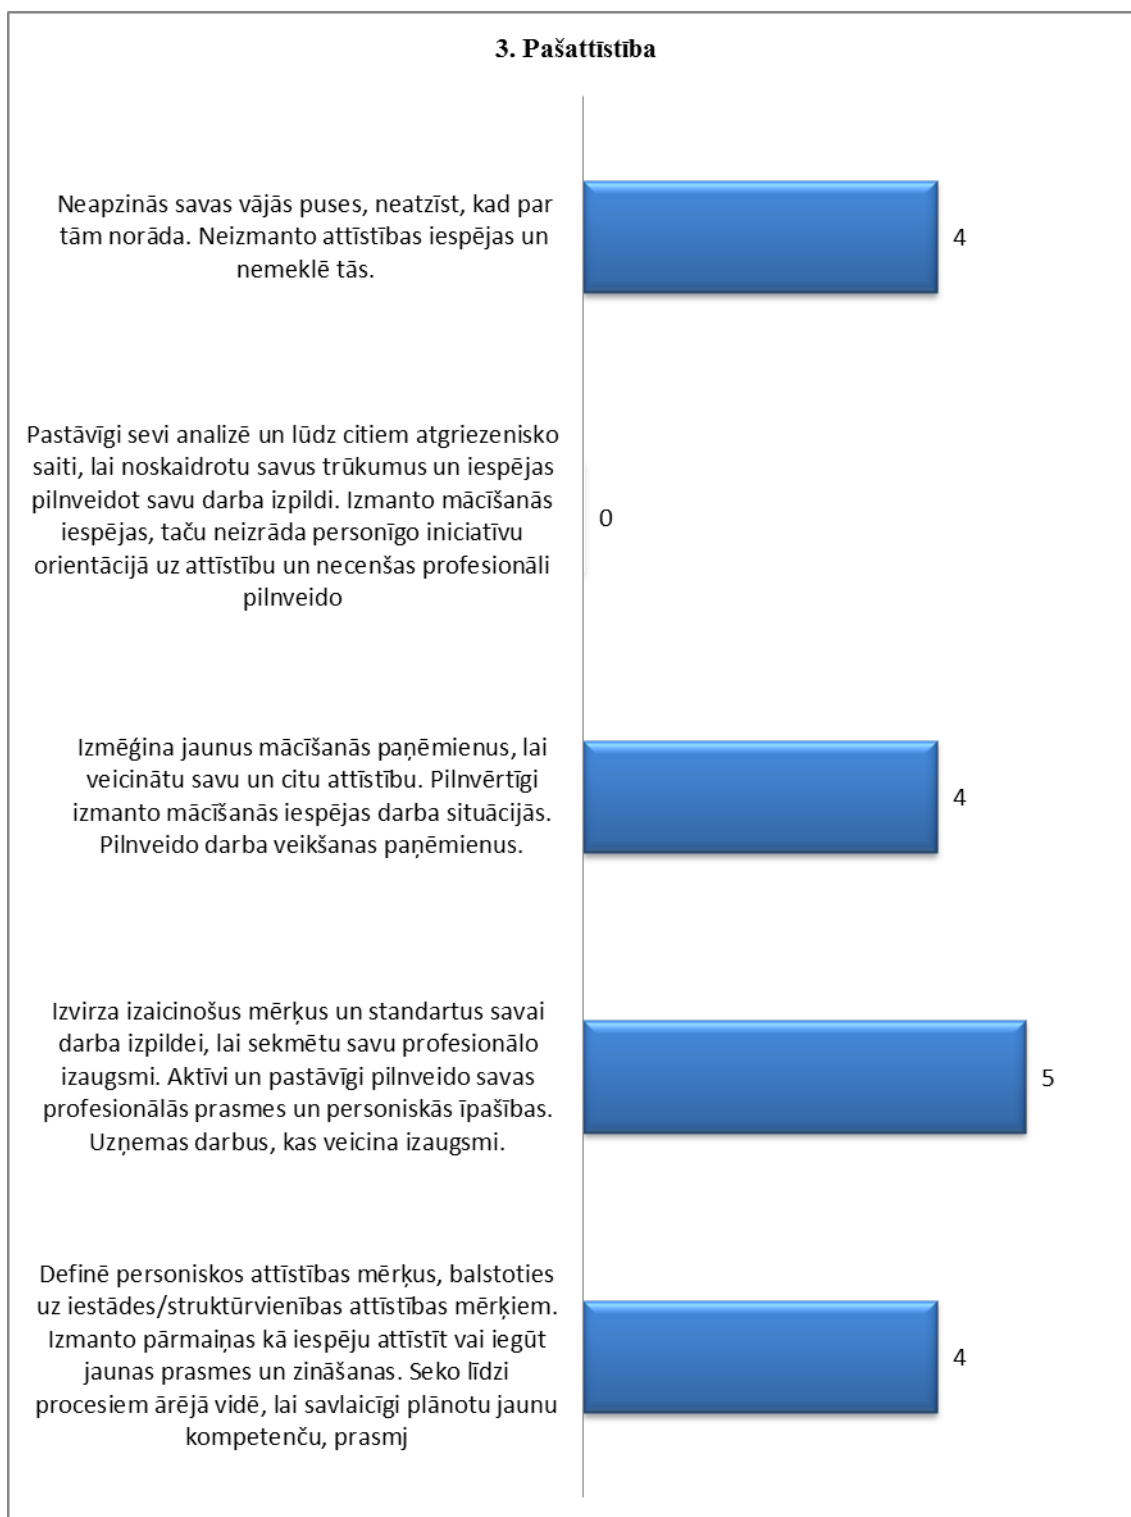 3. Pašattīstība
Neapzinās savas vājās puses, neatzīst, kad par
tām norāda. Neizmanto attīstības iespējas un
nemeklē tās.
4
Pastāvīgi sevi analizē un lūdz citiem atgriezenisko
saiti, lai noskaidrotu savus trūkumus un iespējas
pilnveidot savu darba izpildi. Izmanto mācīšanās
iespējas, taču neizrāda personīgo iniciatīvu
orientācijā uz attīstību un necenšas profesionāli
pilnveido
0
Izmēģina jaunus mācīšanās paņēmienus, lai
veicinātu savu un citu attīstību. Pilnvērtīgi
izmanto mācīšanās iespējas darba situācijās.
Pilnveido darba veikšanas paņēmienus.
4
Izvirza izaicinošus mērķus un standartus savai
darba izpildei, lai sekmētu savu profesionālo
izaugsmi. Aktīvi un pastāvīgi pilnveido savas
profesionālās prasmes un personiskās īpašības.
Uzņemas darbus, kas veicina izaugsmi.
5
Definē personiskos attīstības mērķus, balstoties
uz iestādes/struktūrvienības attīstības mērķiem.
Izmanto pārmaiņas kā iespēju attīstīt vai iegūt
jaunas prasmes un zināšanas. Seko līdzi
procesiem ārējā vidē, lai savlaicīgi plānotu jaunu
kompetenču, prasmj
4